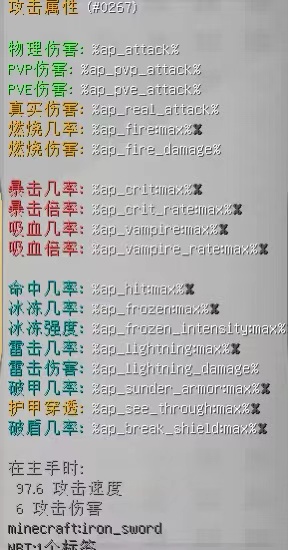 攻击属性 (#0267)
物理伤害: %ap_attack%
PVP伤害: %ap_pvp_attack%
PVE伤害: %ap_pve_attack%
真实伤害: %ap_real_attack%
燃烧几率: %ap_fire:max%%
燃烧伤害: %ap_fire_damage%
暴击几率: %ap_crit:max%%
暴击倍率: %ap_crit_rate:max%%
吸血几率: %ap_vampire:max%%
吸血倍率: %ap_vampire_rate:max%%
命中几率: %ap_hit:max%%
冰冻几率: %ap_frozen:max%%
冰冻强度: %ap_frozen_intensity:max%%
雷击几率: %ap_lightning:max%%
雷击伤害: %ap_lightning_damage%
破甲几率: %ap_sunder_armor:max%%
护甲穿透: %ap_see_through:max%%
破盾几率: %ap_break_shield:max%%
在主手时:
97.6 攻击速度
6 攻击伤害
minecraft:iron_sword
NBT:1个标签